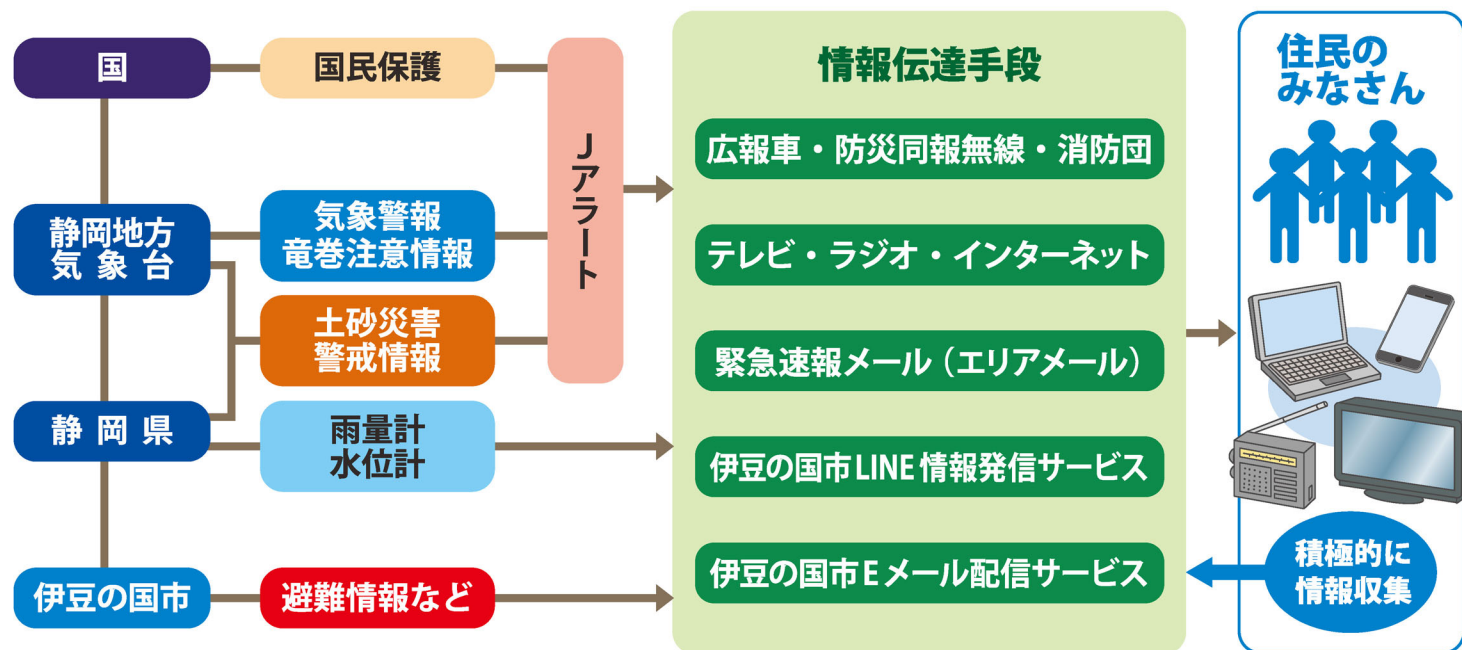 国
国民保護
静岡地方
気象台
気象警報
竜巻注意情報
土砂災害
警戒情報
Jアラート
静岡県
雨量計
水位計
伊豆の国市
避難情報など
情報伝達手段
広報車・防災同報無線・消防団
テレビ・ラジオ・インターネット
緊急速報メール（エリアメール）
伊豆の国市LINE情報発信サービス
伊豆の国市Eメール配信サービス
住民の
みなさん
積極的に
情報収集